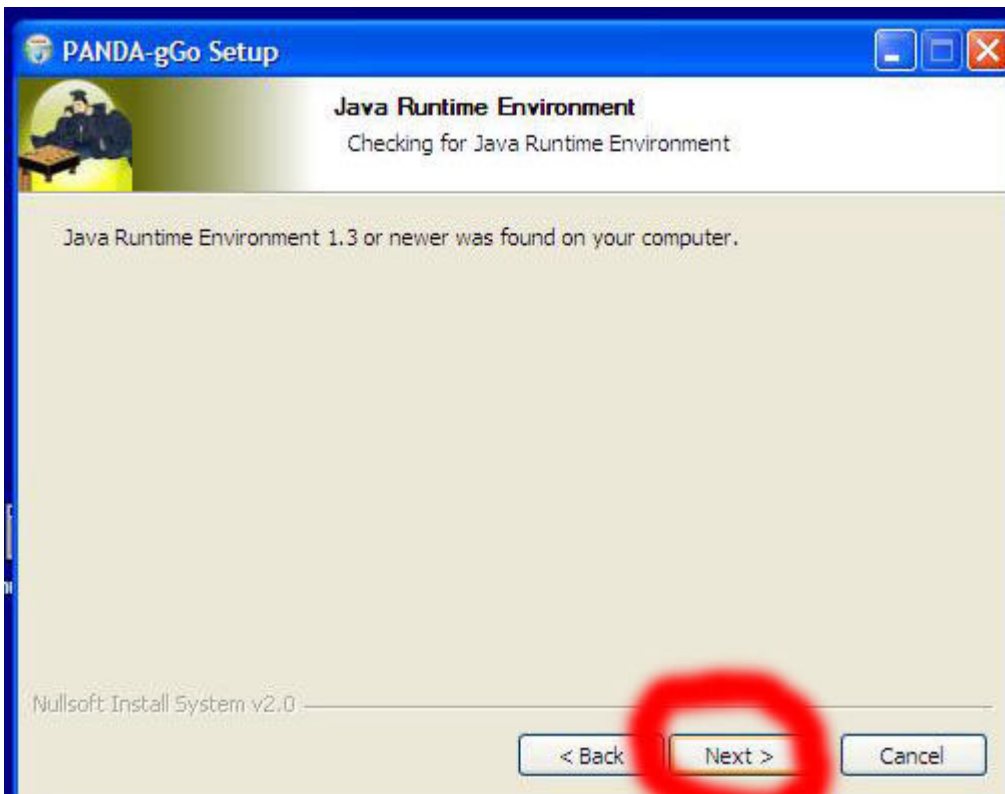 PANDA-gGo Setup
Java Runtime Environment
Checking for Java Runtime Environment
Java Runtime Environment 1.3 or newer was found on your computer.
Nullsoft Install System v2.0
< Back
Next >
Cancel